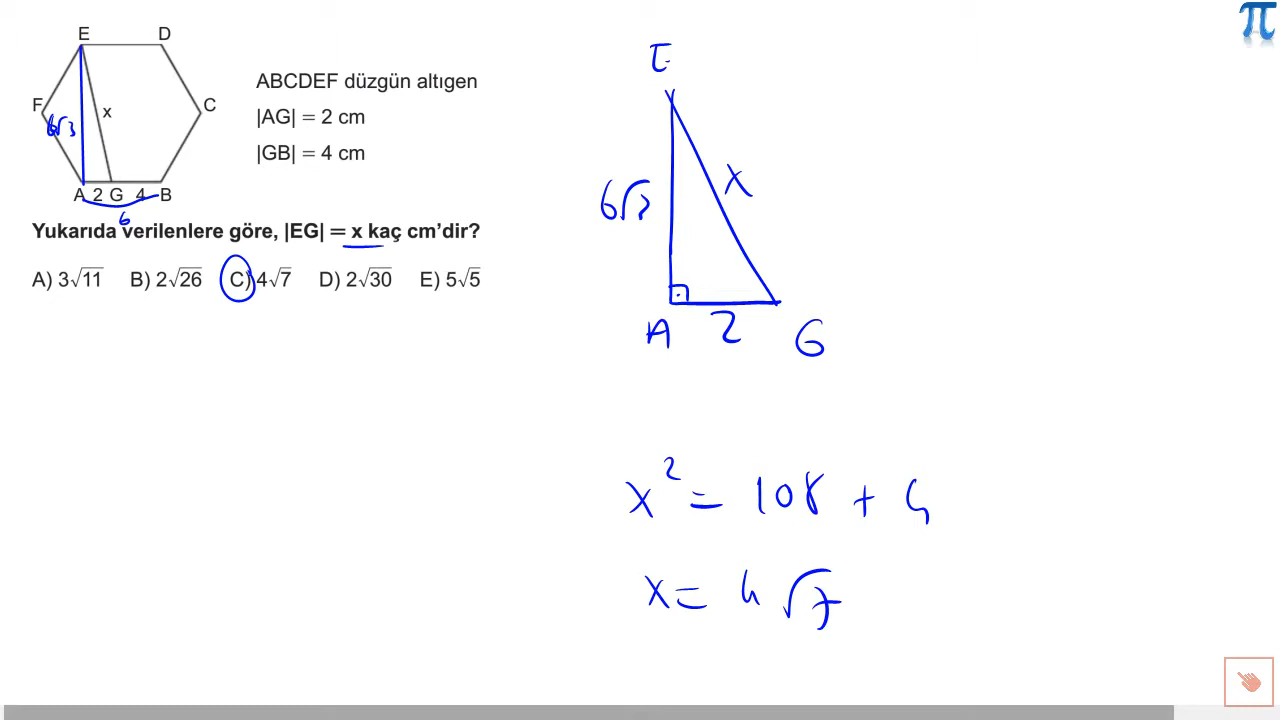 E D
F x C
6√3
A 2 G 4 B
6
ABCDEF düzgün altıgen
|AG| = 2 cm
|GB| = 4 cm
Yukarıda verilenlere göre, |EG| = x kaç cm'dir?
A) 3√11 B) 2√26 C) 4√7 D) 2√30 E) 5√5
E
6√3 x
A 2 G
x² = 108 + 4
x = 4√7
π